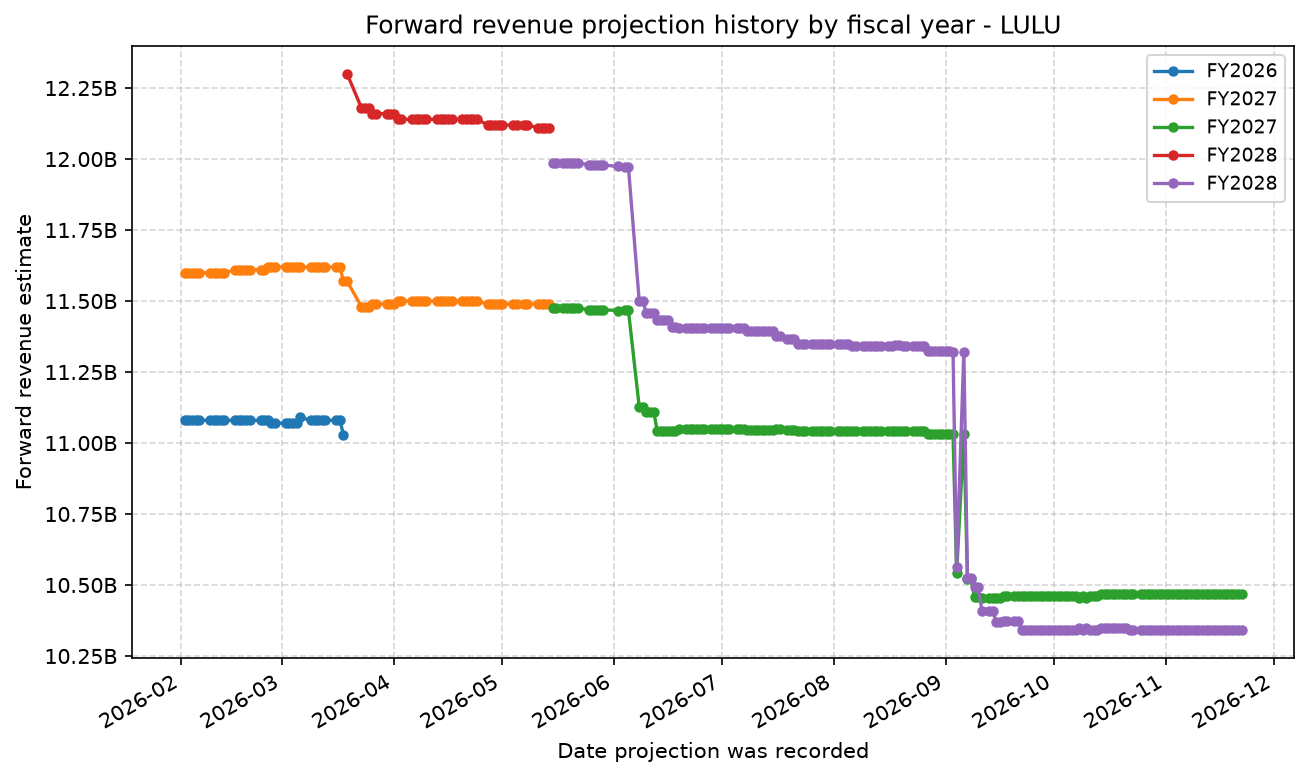 Forward revenue projection history by fiscal year - LULU
FY2026
FY2027
FY2027
FY2028
FY2028
Forward revenue estimate
12.25B
12.00B
11.75B
11.50B
11.25B
11.00B
10.75B
10.50B
10.25B
2026-02
2026-03
2026-04
2026-05
2026-06
2026-07
2026-08
2026-09
2026-10
2026-11
2026-12
Date projection was recorded